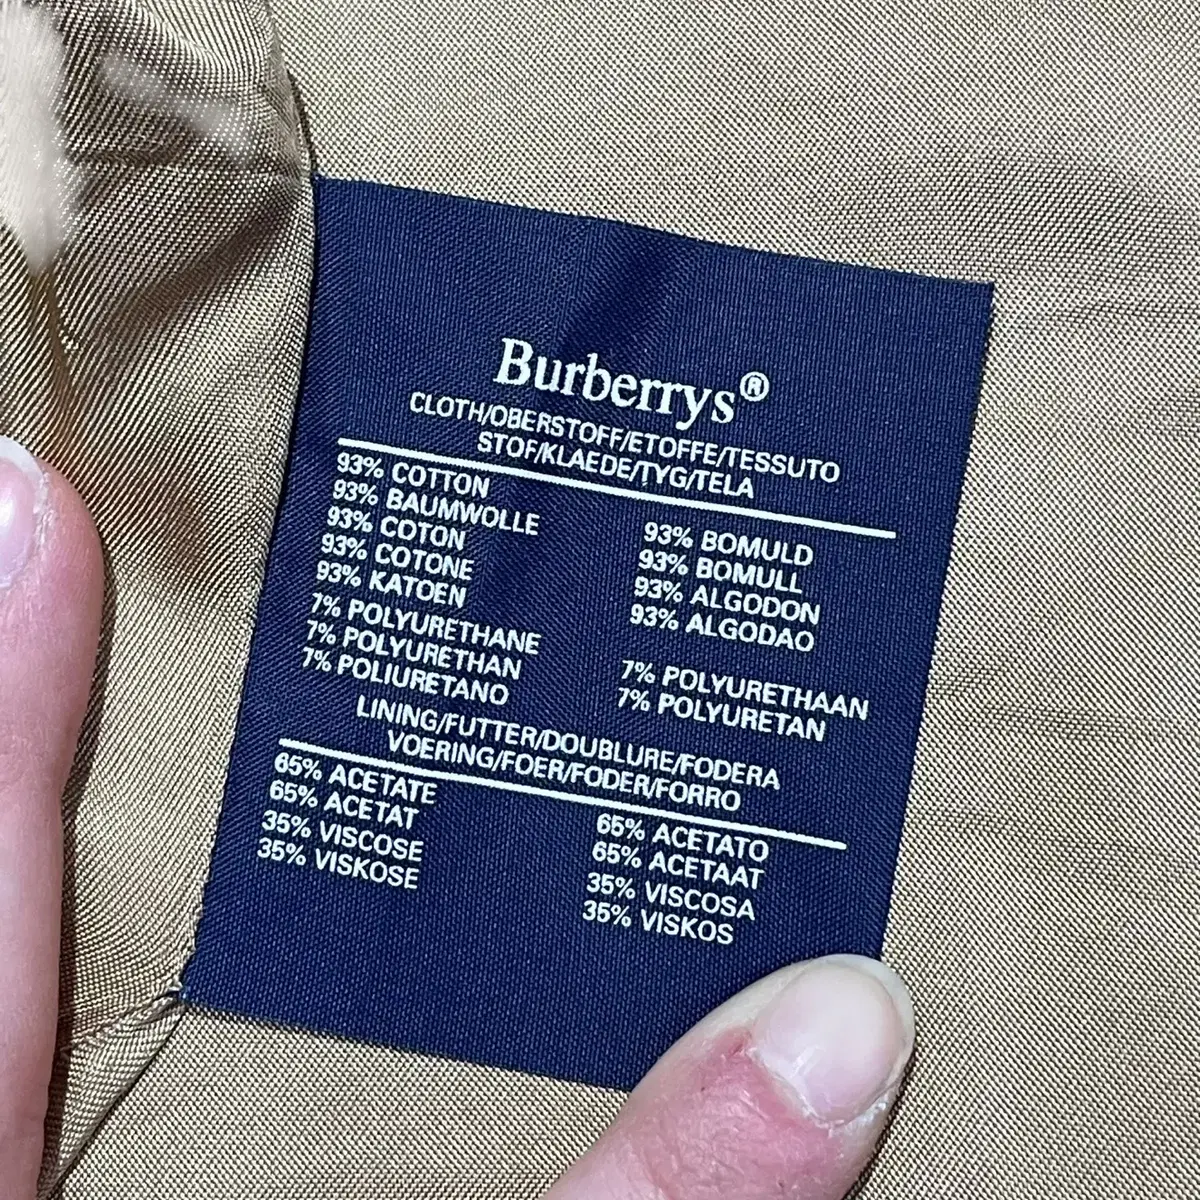 Burberrys®
CLOTH/OBERSTOFF/ETOFFE/TESSUTO
STOF/KLAEDE/TYG/TELA
93% COTTON
93% BAUMWOLLE
93% COTON
93% COTONE
93% KATOEN
93% BOMULD
93% BOMULL
93% ALGODON
93% ALGODAO
7% POLYURETHANE
7% POLYURETHAN
7% POLIURETANO
7% POLYURETHAAN
7% POLYURETAN
LINING/FUTTER/DOUBLURE/FODERA
VOERING/FOER/FODER/FORRO
65% ACETATE
65% ACETAT
35% VISCOSE
35% VISKOSE
65% ACETATO
65% ACETAAT
35% VISCOSA
35% VISKOS